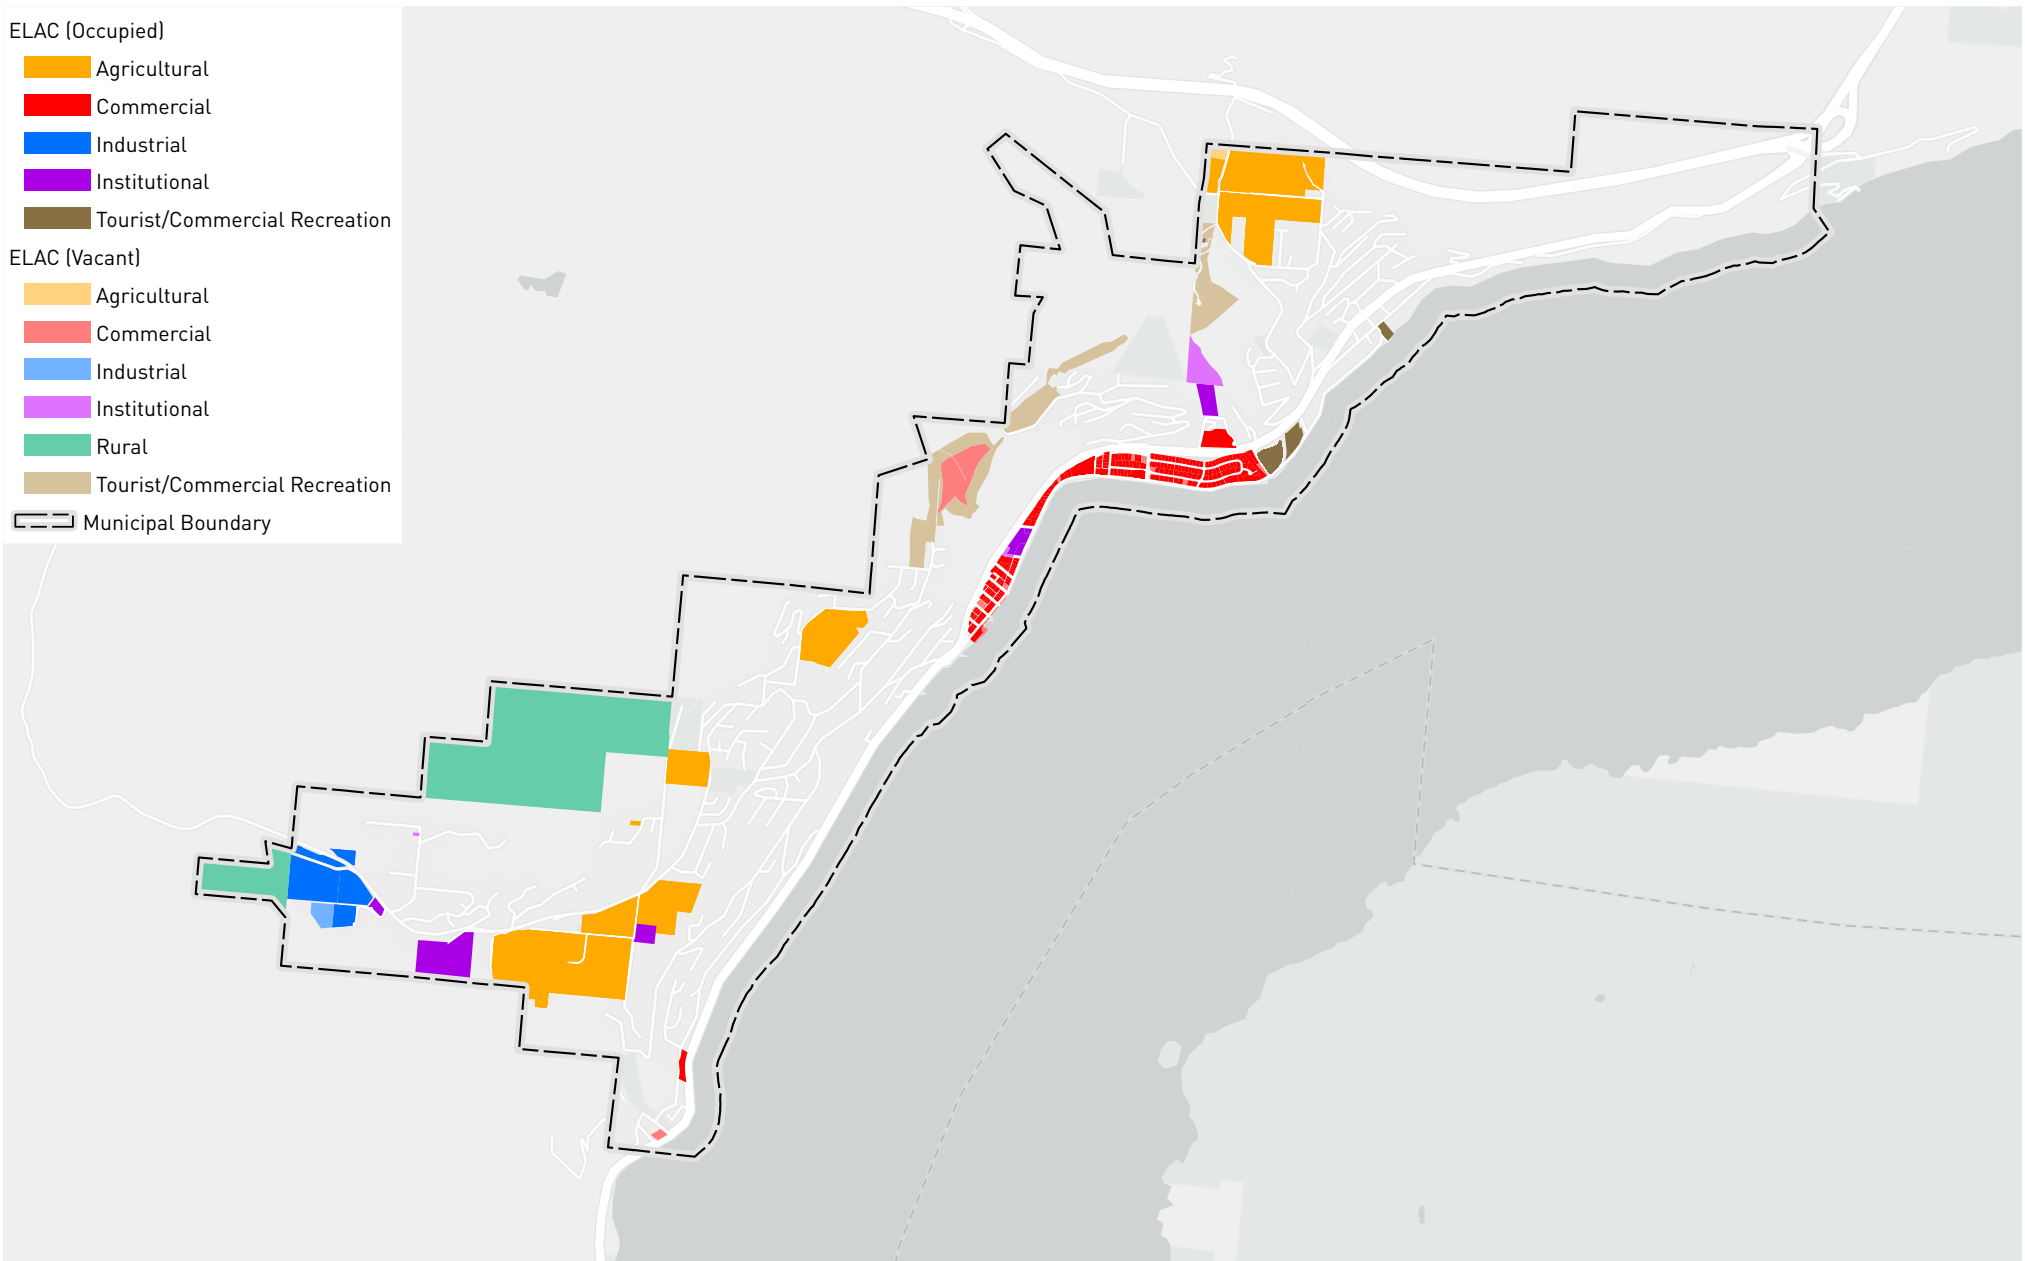 ELAC (Occupied)
Agricultural
Commercial
Industrial
Institutional
Tourist/Commercial Recreation
ELAC (Vacant)
Agricultural
Commercial
Industrial
Institutional
Rural
Tourist/Commercial Recreation
Municipal Boundary